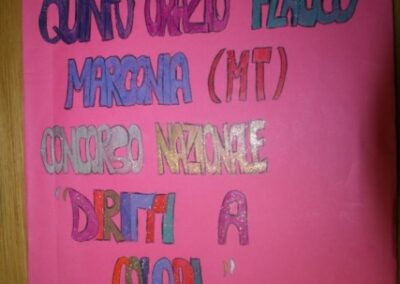 QUINTO ORAZIO FLACCO
MARCONIA (MT)
CONCORSO NAZIONALE
"DIRITTI A
COLORI"